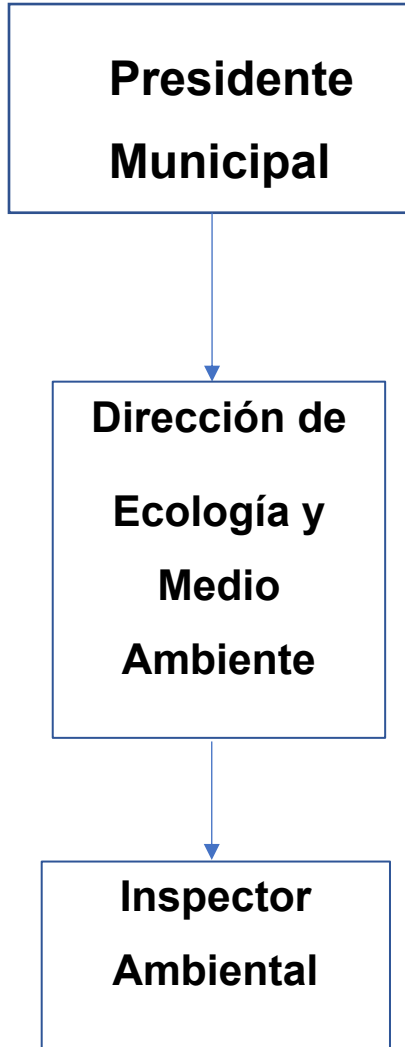 Presidente
Municipal
Dirección de
Ecología y
Medio
Ambiente
Inspector
Ambiental